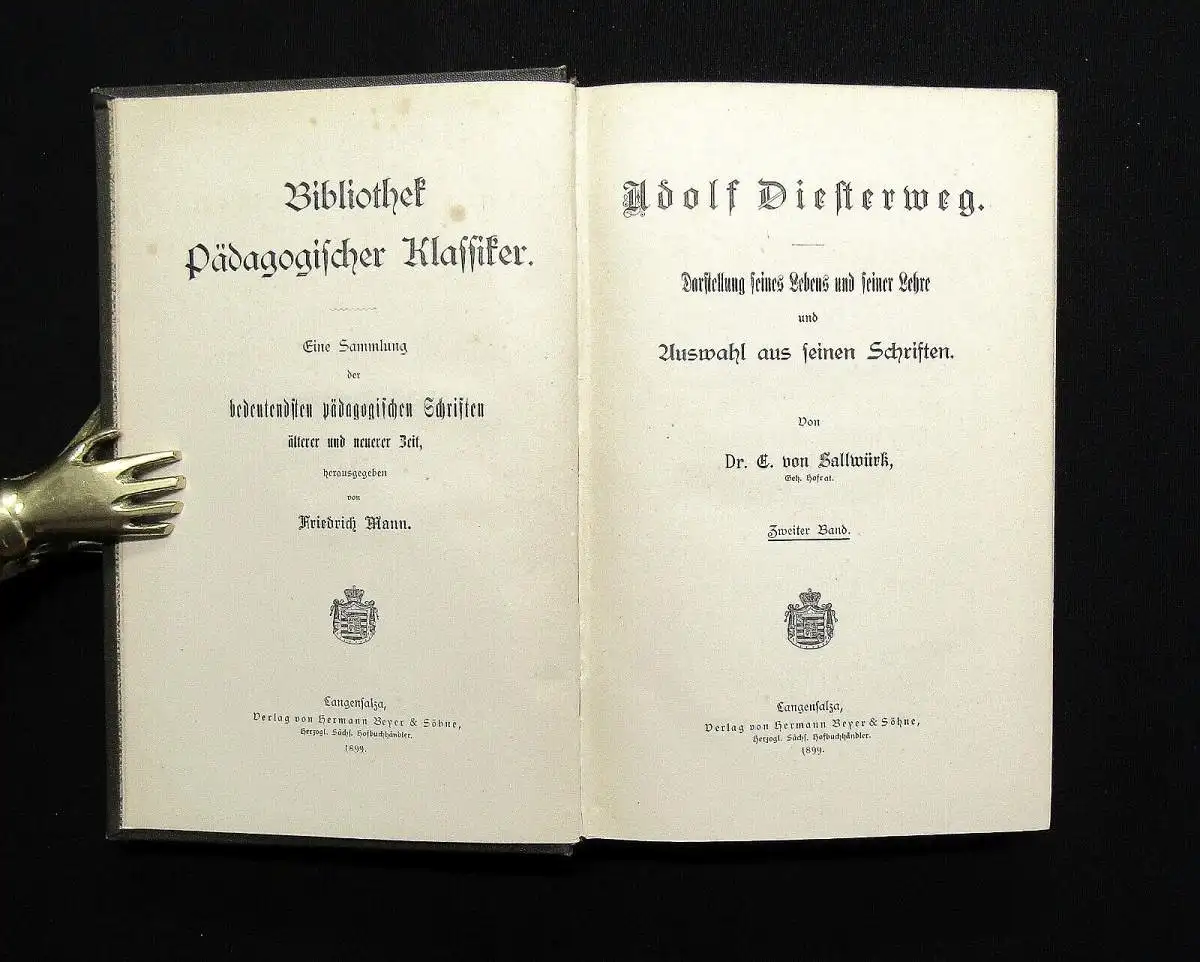 Bibliothek
Pädagogischer Klassiker.
Eine Sammlung
der
bedeutendsten pädagogischen Schriften
älterer und neuerer Zeit,
herausgegeben
von
Friedrich Mann.
Langensalza,
Verlag von Hermann Beyer & Söhne,
Herzogl. Sächs. Hofbuchhändler.
1899.
Adolf Diesterweg.
Darstellung seines Lebens und seiner Lehre
und
Auswahl aus seinen Schriften.
Von
Dr. E. von Sallwürk,
Geh. Hofrat.
Zweiter Band.
Langensalza,
Verlag von Hermann Beyer & Söhne,
Herzogl. Sächs. Hofbuchhändler.
1899.